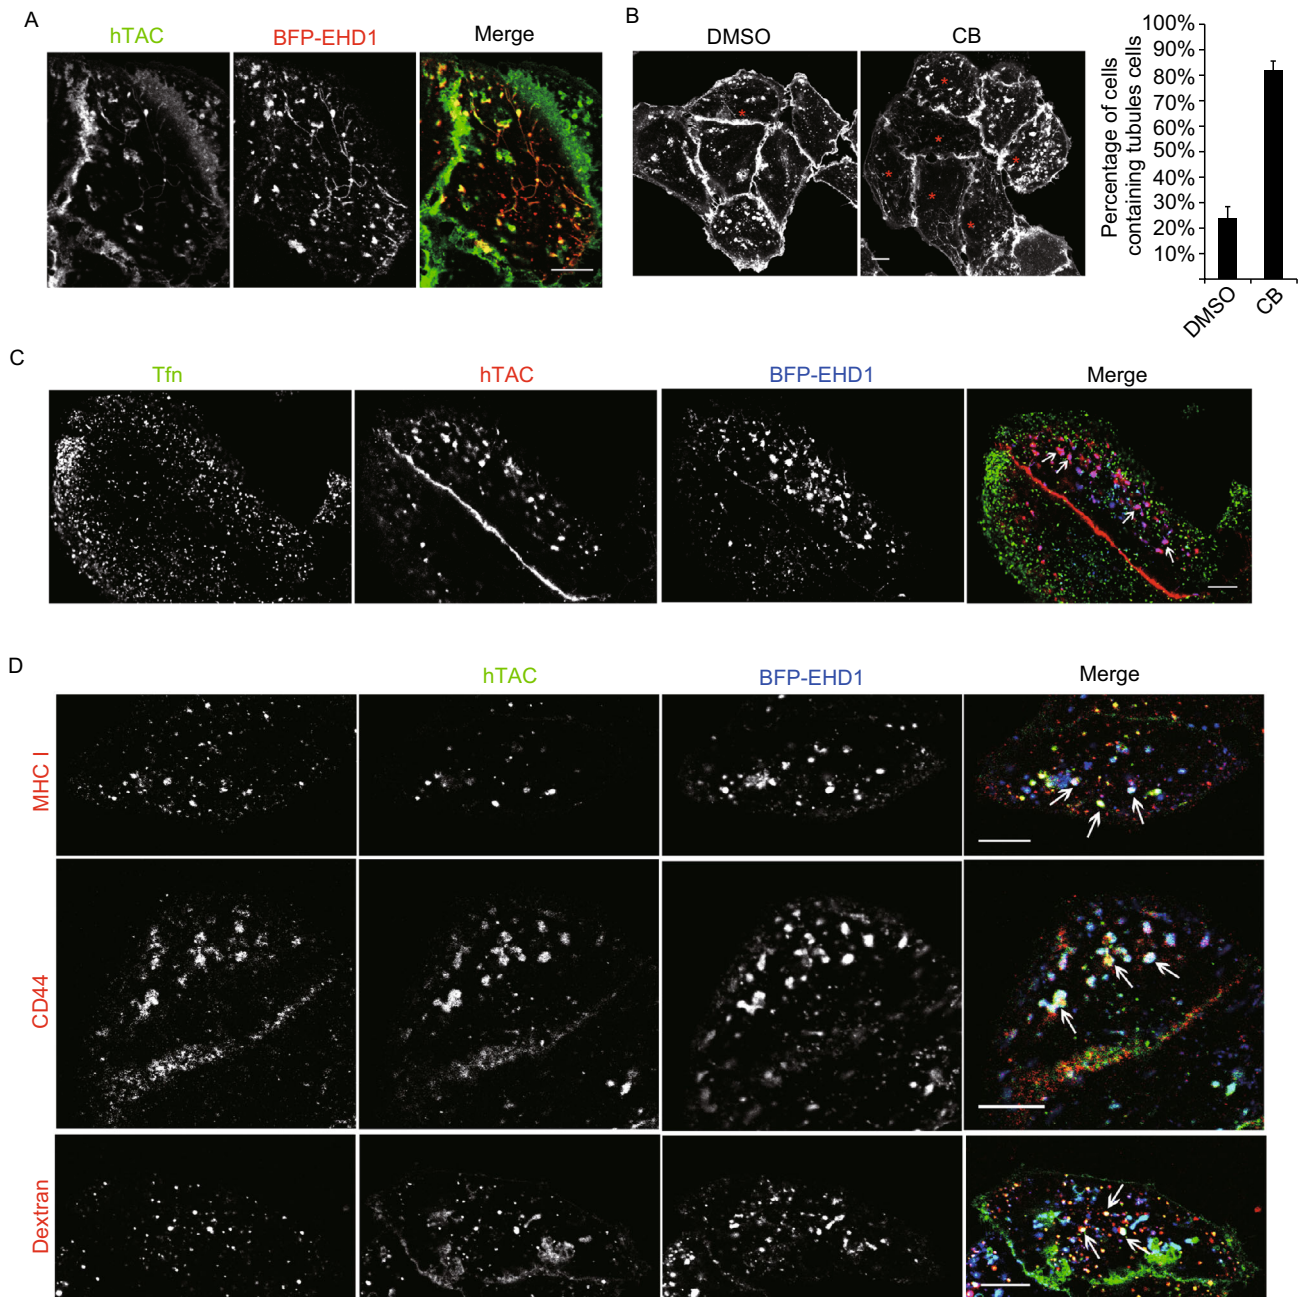 A
hTAC
BFP-EHD1
Merge
B
DMSO
CB
* * * * * * *
Percentage of cells
containing tubules cells
100%
90%
80%
70%
60%
50%
40%
30%
20%
10%
DMSO
CB
C
Tfn
hTAC
BFP-EHD1
Merge
D
hTAC
BFP-EHD1
Merge
MHC I
CD44
Dextran